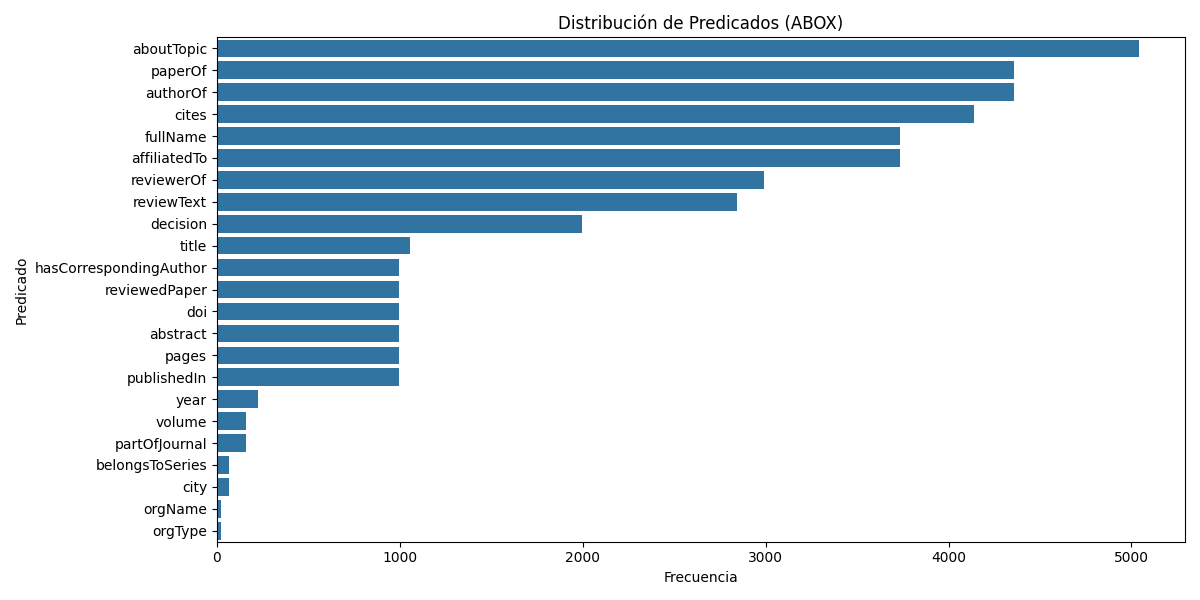 Distribución de Predicados (ABOX)
Predicado
aboutTopic
paperOf
authorOf
cites
fullName
affiliatedTo
reviewerOf
reviewText
decision
title
hasCorrespondingAuthor
reviewedPaper
doi
abstract
pages
publishedIn
year
volume
partOfJournal
belongsToSeries
city
orgName
orgType
0 1000 2000 3000 4000 5000
Frecuencia